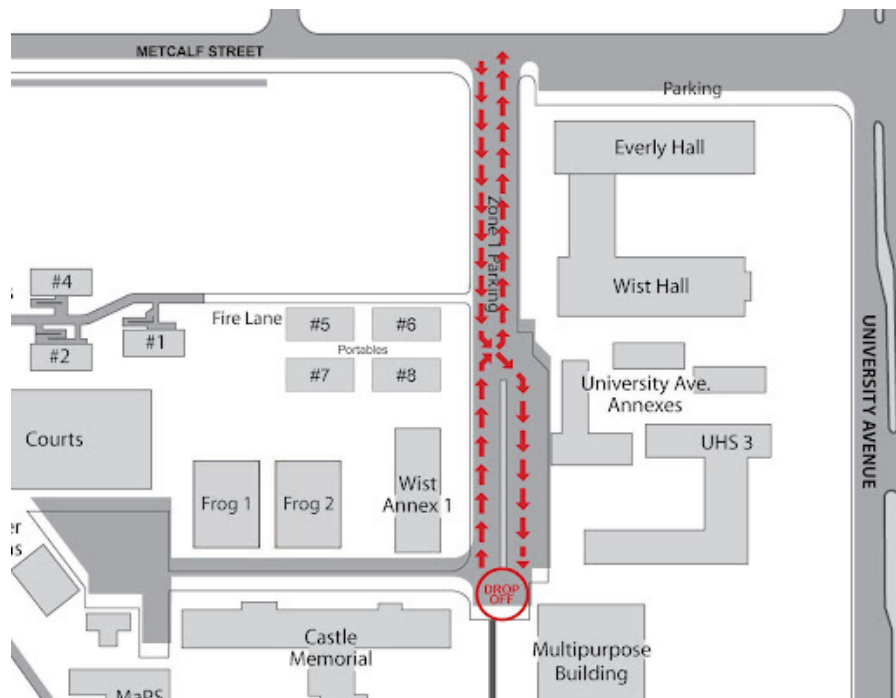 METCALF STREET
Parking
Everly Hall
Zone 1 Parking
#4
Wist Hall
Fire Lane
#5
#6
#1
#2
Portables
#7
#8
University Ave.
Annexes
UNIVERSITY AVENUE
Courts
UHS 3
Wist
Annex 1
Frog 1
Frog 2
DROP
OFF
Castle
Memorial
Multipurpose
Building
MaPS